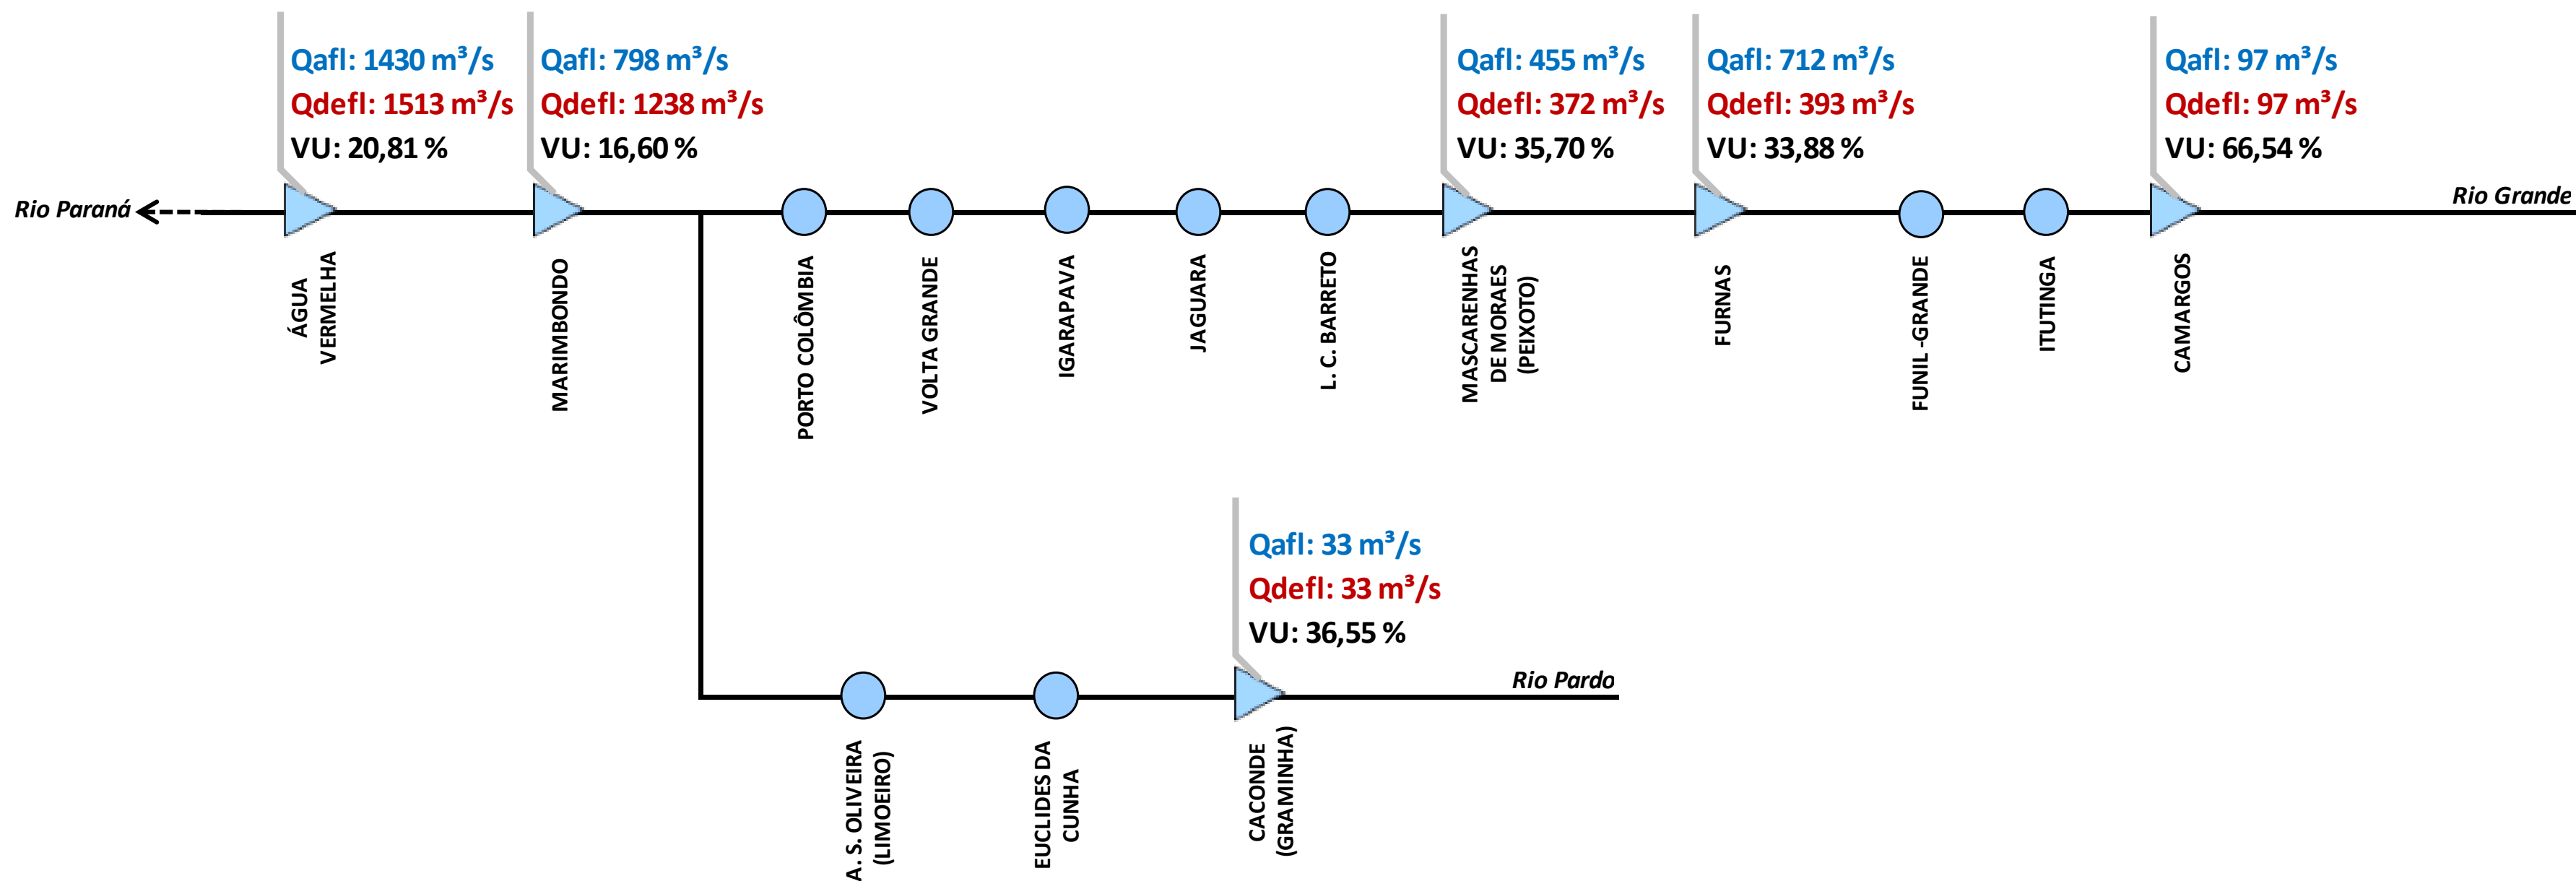 Qafl: 1430 m³/s
Qdefl: 1513 m³/s
VU: 20,81 %
Qafl: 798 m³/s
Qdefl: 1238 m³/s
VU: 16,60 %
Qafl: 455 m³/s
Qdefl: 372 m³/s
VU: 35,70 %
Qafl: 712 m³/s
Qdefl: 393 m³/s
VU: 33,88 %
Qafl: 97 m³/s
Qdefl: 97 m³/s
VU: 66,54 %
Rio Paraná
Rio Grande
ÁGUA
VERMELHA
MARIMBONDO
PORTO COLÔMBIA
VOLTA GRANDE
IGARAPAVA
JAGUARA
L. C. BARRETO
MASCARENHAS
DE MORAES
(PEIXOTO)
FURNAS
FUNIL -GRANDE
ITUTINGA
CAMARGOS
Qafl: 33 m³/s
Qdefl: 33 m³/s
VU: 36,55 %
Rio Pardo
A. S. OLIVEIRA
(LIMOEIRO)
EUCLIDES DA
CUNHA
CACONDE
(GRAMINHA)